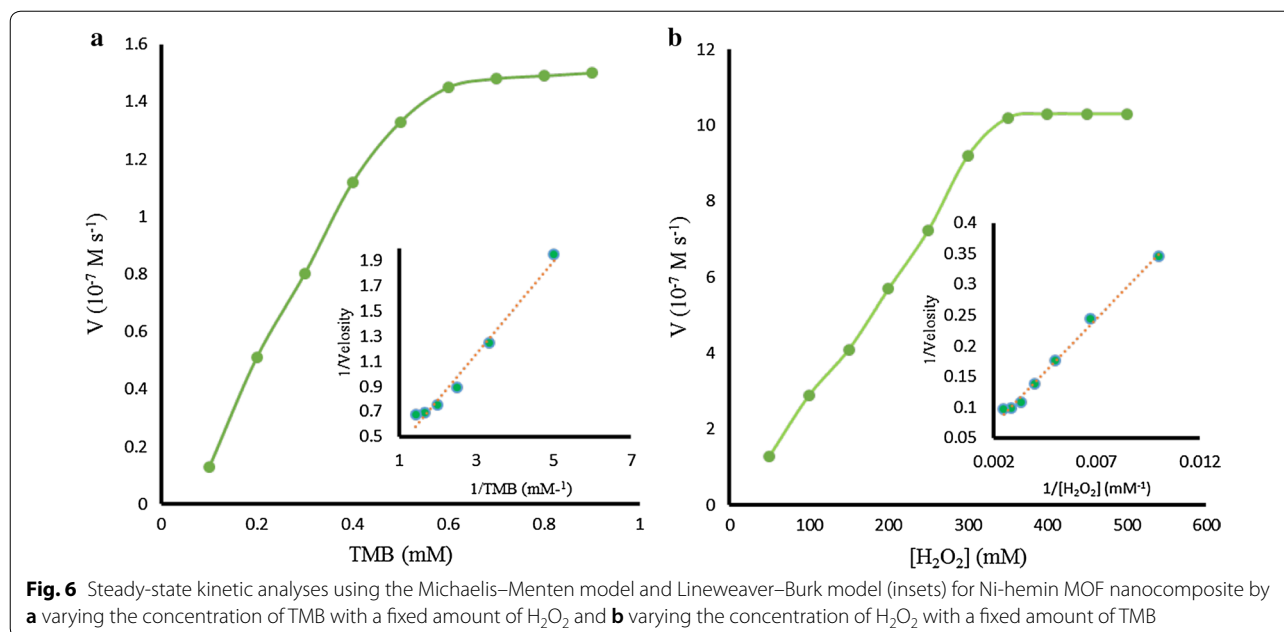 a
1.6
1.4
1.2
1
0.8
0.6
0.4
0.2
0
V (10⁻⁷ M s⁻¹)
0 0.2 0.4 0.6 0.8 1
TMB (mM)
1.9
1.7
1.5
1.3
1.1
0.9
0.7
0.5
1/Velosity
1 3 5 7
1/TMB (mM-¹)
b
12
10
8
6
4
2
0
V (10⁻⁷ M s⁻¹)
0 100 200 300 400 500 600
[H₂O₂] (mM)
0.4
0.35
0.3
0.25
0.2
0.15
0.1
0.05
1/Velosity
0.002 0.007 0.012
1/[H₂O₂] (mM⁻¹)
Fig. 6 Steady-state kinetic analyses using the Michaelis–Menten model and Lineweaver–Burk model (insets) for Ni-hemin MOF nanocomposite by
a varying the concentration of TMB with a fixed amount of H₂O₂ and b varying the concentration of H₂O₂ with a fixed amount of TMB